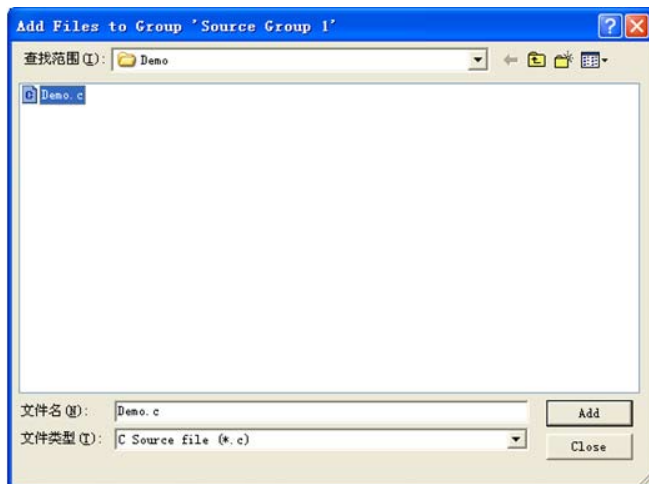 Add Files to Group 'Source Group 1'
查找范围(I): Demo
Demo.c
文件名(N): Demo.c Add
文件类型(T): C Source file (*.c) Close